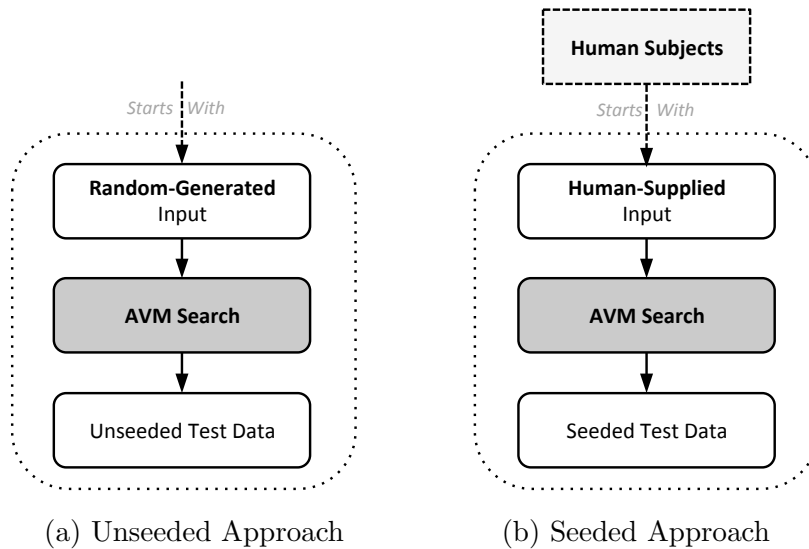 Human Subjects
Starts With
Starts With
Random-Generated
Input
Human-Supplied
Input
AVM Search
AVM Search
Unseeded Test Data
Seeded Test Data
(a) Unseeded Approach
(b) Seeded Approach